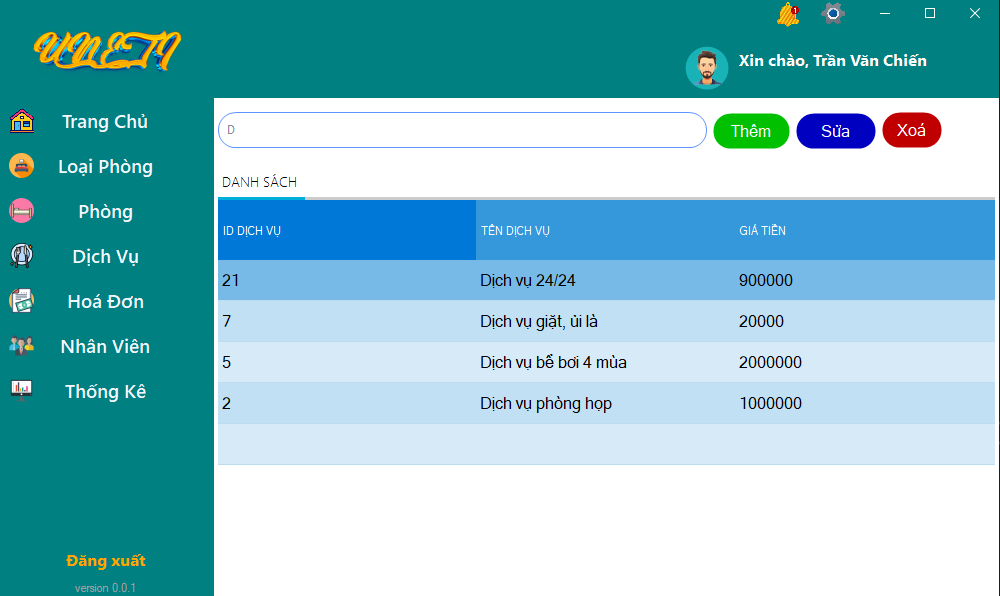 UNETI
1
Xin chào, Trần Văn Chiến
Trang Chủ
Loại Phòng
Phòng
Dịch Vụ
Hoá Đơn
Nhân Viên
Thống Kê
Đăng xuất
version 0.0.1
D
Thêm
Sửa
Xoá
DANH SÁCH
ID DỊCH VỤ TÊN DỊCH VỤ GIÁ TIỀN
21 Dịch vụ 24/24 900000
7 Dịch vụ giặt, ủi là 20000
5 Dịch vụ bể bơi 4 mùa 2000000
2 Dịch vụ phòng họp 1000000